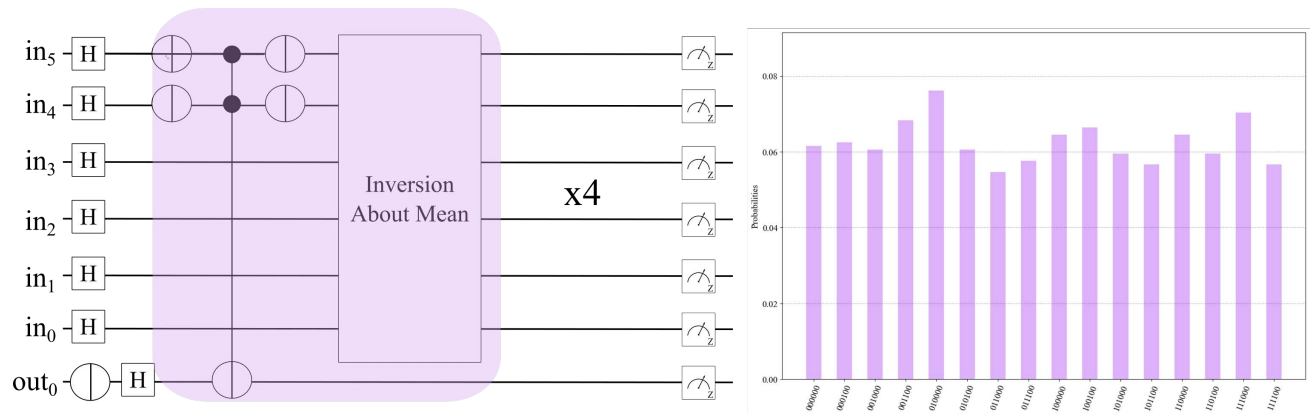 in5 H
in4 H
in3 H
in2 H
in1 H
in0 H
out0 H
Inversion
About Mean
x4
z
z
z
z
z
z
z
Probabilities
0.08
0.06
0.04
0.02
0.00
000000 000100 001000 001100 010000 010100 011000 011100 100000 100100 101000 101100 110000 110100 111000 111100